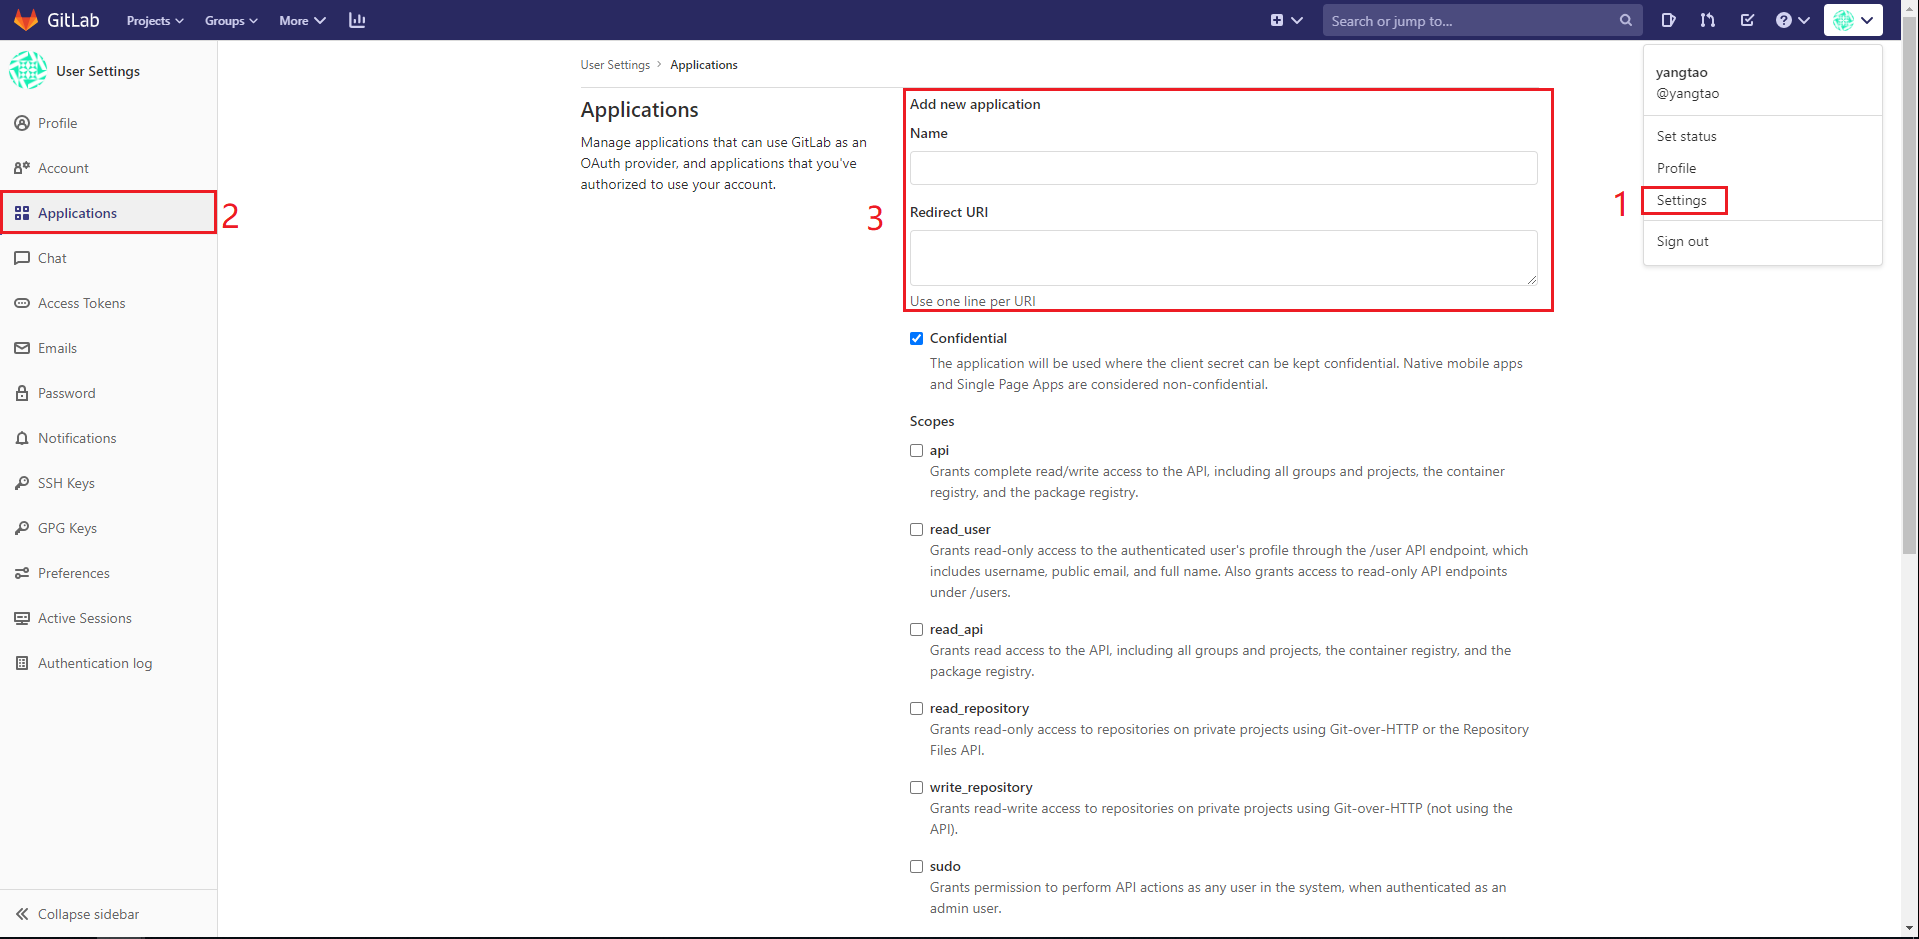 GitLab
Projects
Groups
More
Search or jump to...
User Settings
Profile
Account
Applications
2
Chat
Access Tokens
Emails
Password
Notifications
SSH Keys
GPG Keys
Preferences
Active Sessions
Authentication log
Collapse sidebar
User Settings > Applications
Applications
Manage applications that can use GitLab as an
OAuth provider, and applications that you've
authorized to use your account.
3
Add new application
Name
Redirect URI
Use one line per URI
Confidential
The application will be used where the client secret can be kept confidential. Native mobile apps
and Single Page Apps are considered non-confidential.
Scopes
api
Grants complete read/write access to the API, including all groups and projects, the container
registry, and the package registry.
read_user
Grants read-only access to the authenticated user's profile through the /user API endpoint, which
includes username, public email, and full name. Also grants access to read-only API endpoints
under /users.
read_api
Grants read access to the API, including all groups and projects, the container registry, and the
package registry.
read_repository
Grants read-only access to repositories on private projects using Git-over-HTTP or the Repository
Files API.
write_repository
Grants read-write access to repositories on private projects using Git-over-HTTP (not using the
API).
sudo
Grants permission to perform API actions as any user in the system, when authenticated as an
admin user.
yangtao
@yangtao
Set status
Profile
1
Settings
Sign out